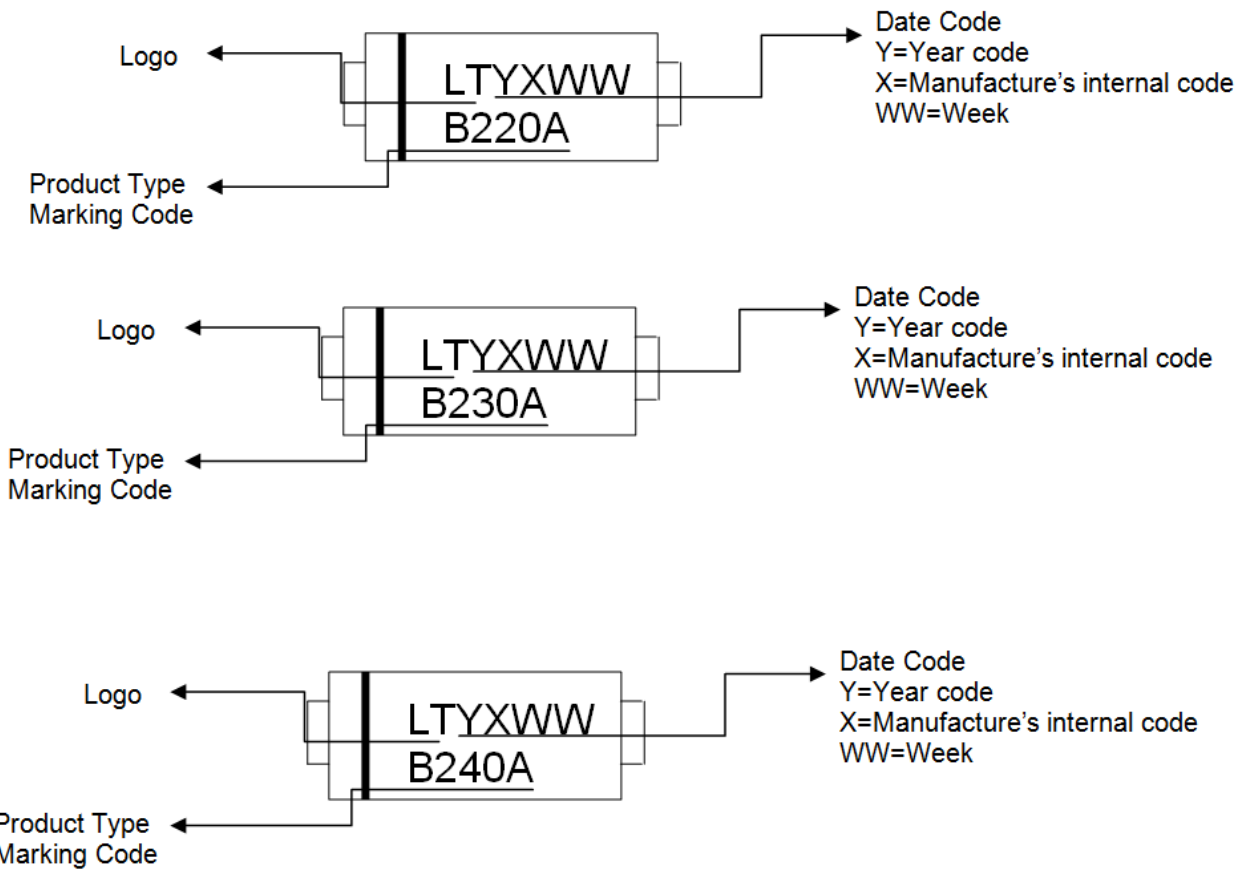 Logo
LTYXWW
B220A
Date Code
Y=Year code
X=Manufacture's internal code
WW=Week
Product Type
Marking Code
Logo
LTYXWW
B230A
Date Code
Y=Year code
X=Manufacture's internal code
WW=Week
Product Type
Marking Code
Logo
LTYXWW
B240A
Date Code
Y=Year code
X=Manufacture's internal code
WW=Week
Product Type
Marking Code